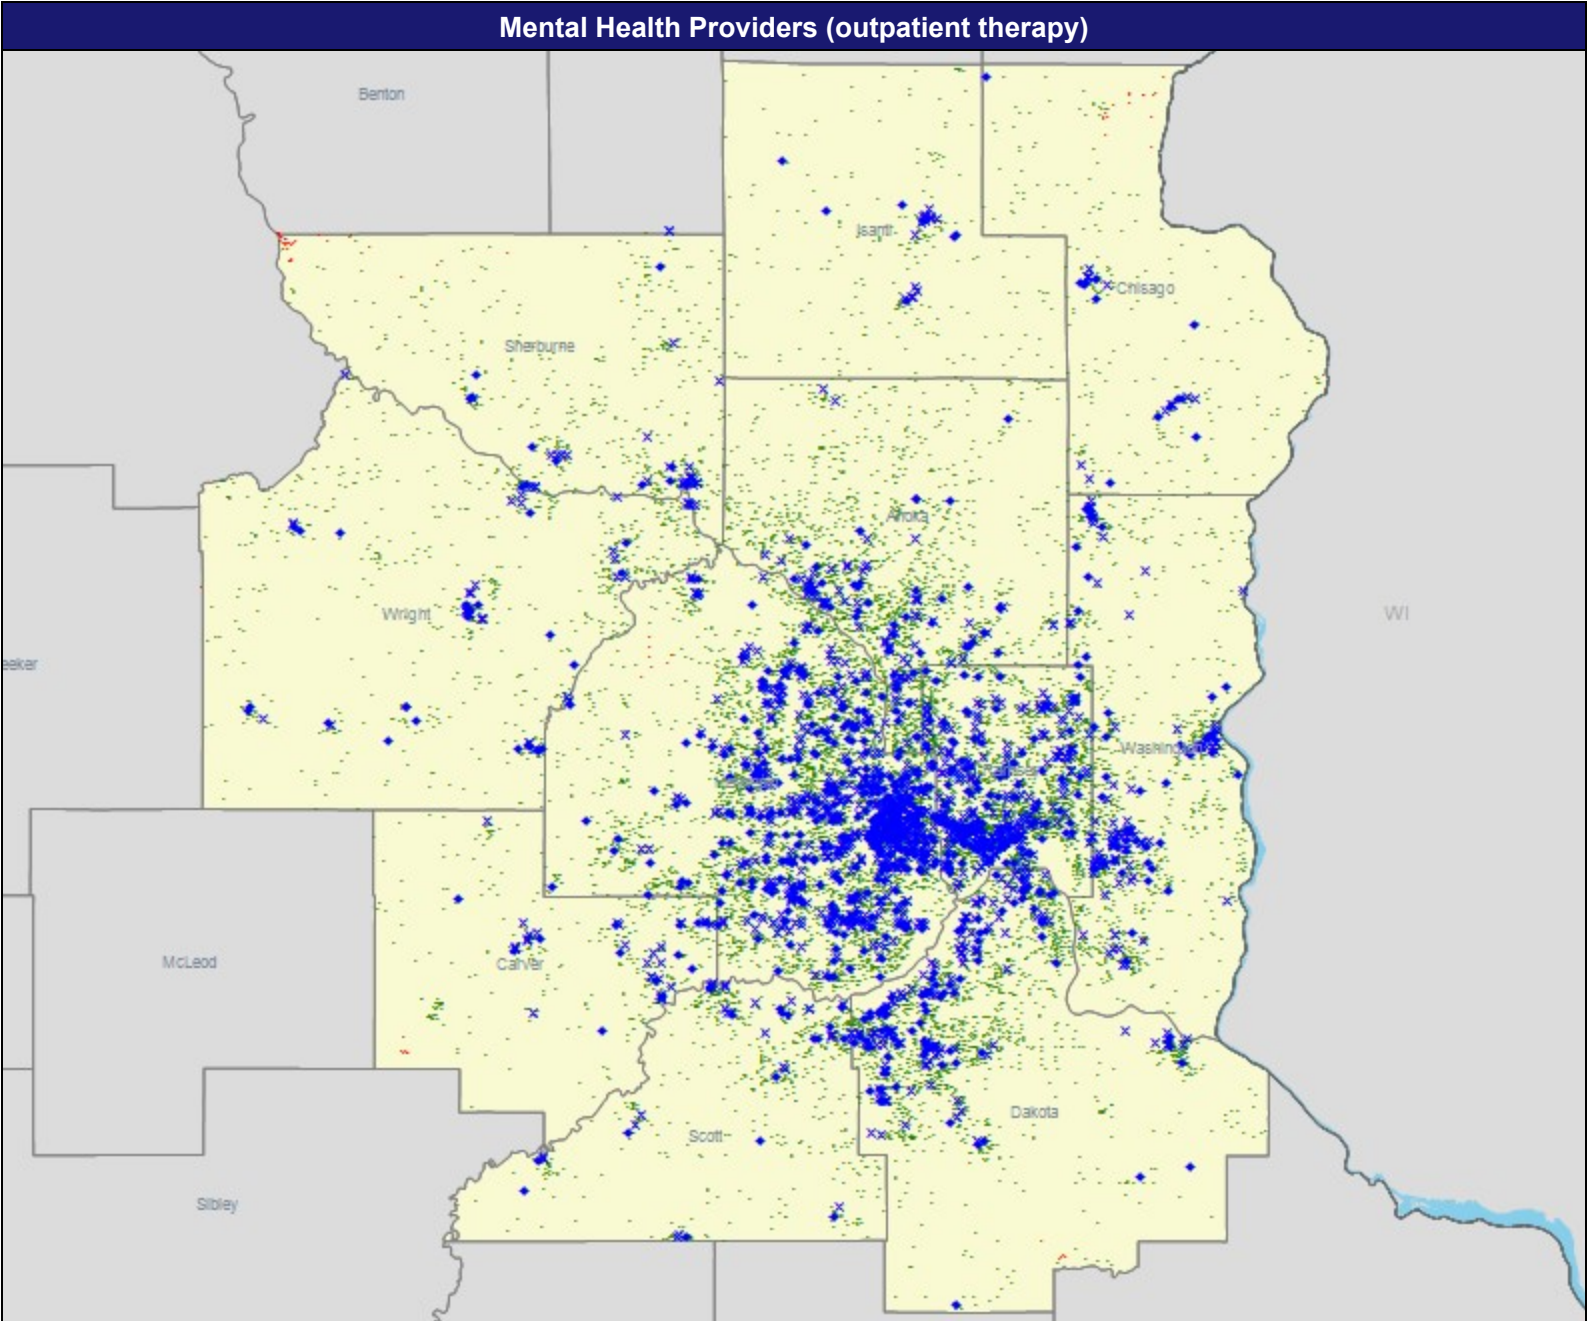 Mental Health Providers (outpatient therapy)
Benton
Isanti
Chisago
Sherburne
Anoka
Wright
WI
eeker
Washington
McLeod
Carver
Dakota
Scott
Sibley